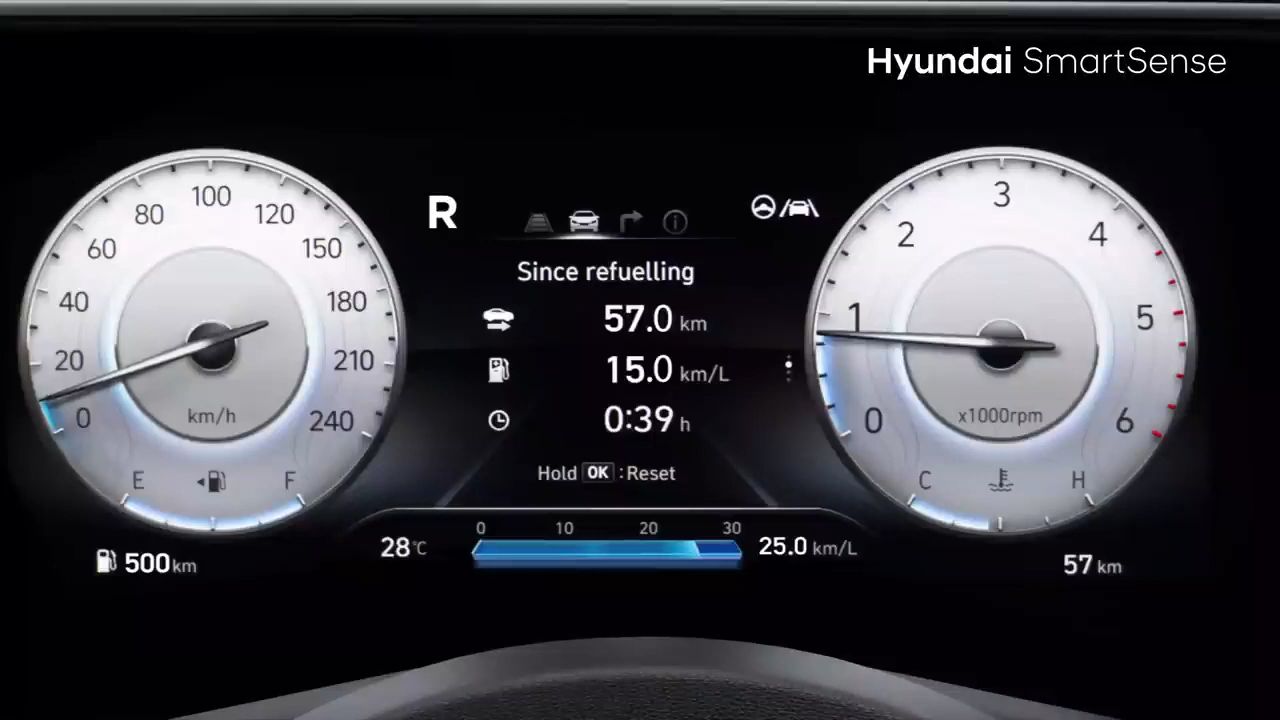 Hyundai SmartSense
100
80
120
60
150
40
180
20
210
0
240
km/h
E
F
500 km
R
Since refuelling
57.0 km
15.0 km/L
0:39 h
Hold OK : Reset
0 10 20 30
28°C
25.0 km/L
3
2
4
1
5
0
6
x1000rpm
C
H
57 km